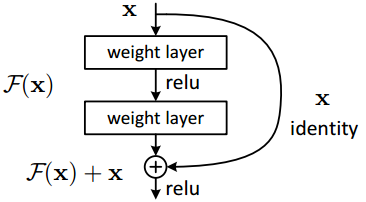 x
weight layer
relu
F(x)
weight layer
x
identity
F(x) + x
relu